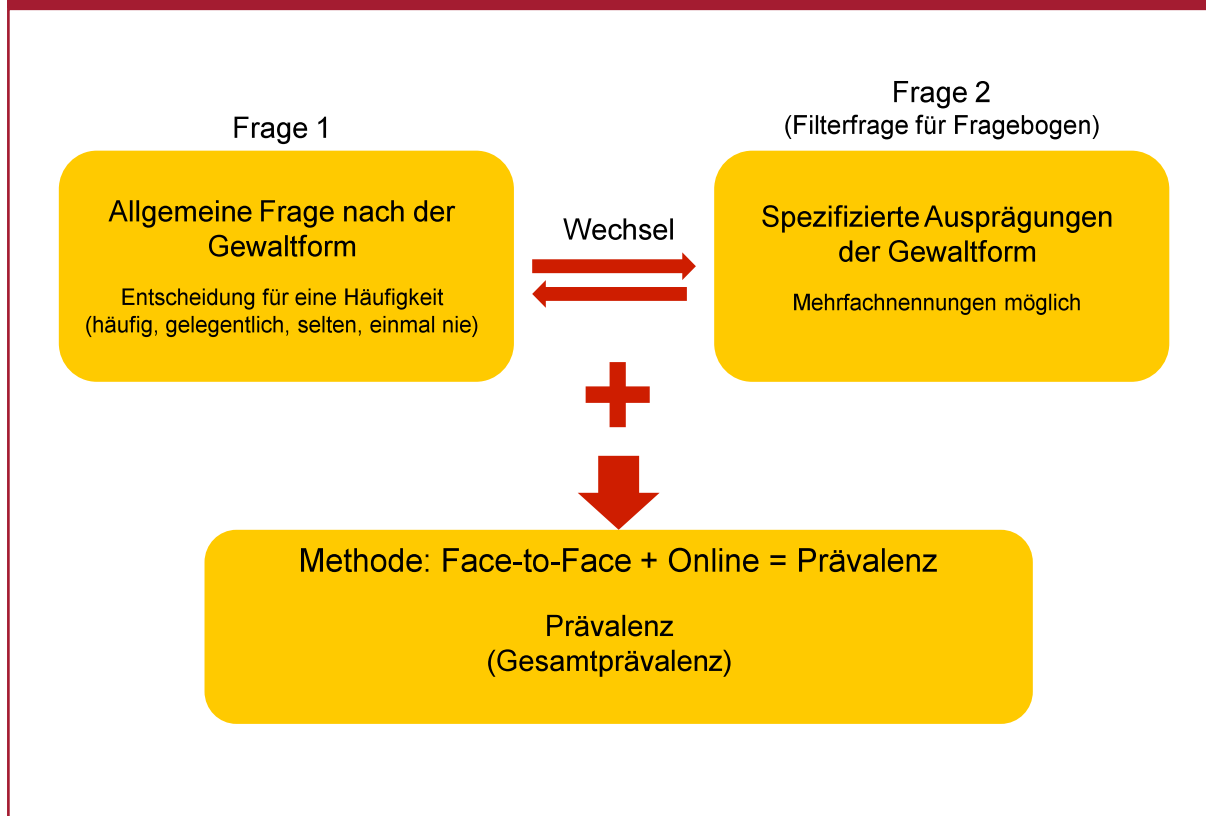 Frage 1
Allgemeine Frage nach der
Gewaltform
Entscheidung für eine Häufigkeit
(häufig, gelegentlich, selten, einmal nie)
Wechsel
Frage 2
(Filterfrage für Fragebogen)
Spezifizierte Ausprägungen
der Gewaltform
Mehrfachnennungen möglich
Methode: Face-to-Face + Online = Prävalenz
Prävalenz
(Gesamtprävalenz)